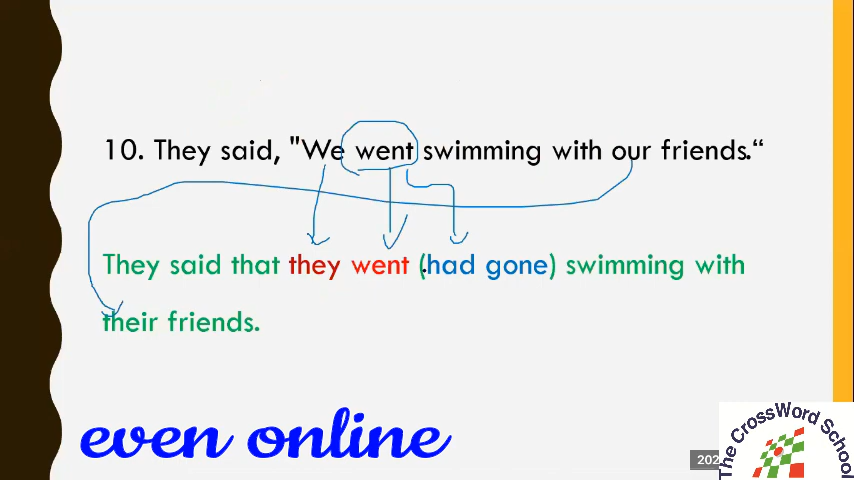 10. They said, "We went swimming with our friends.“
They said that they went (had gone) swimming with
their friends.
even online
202
The CrossWord School